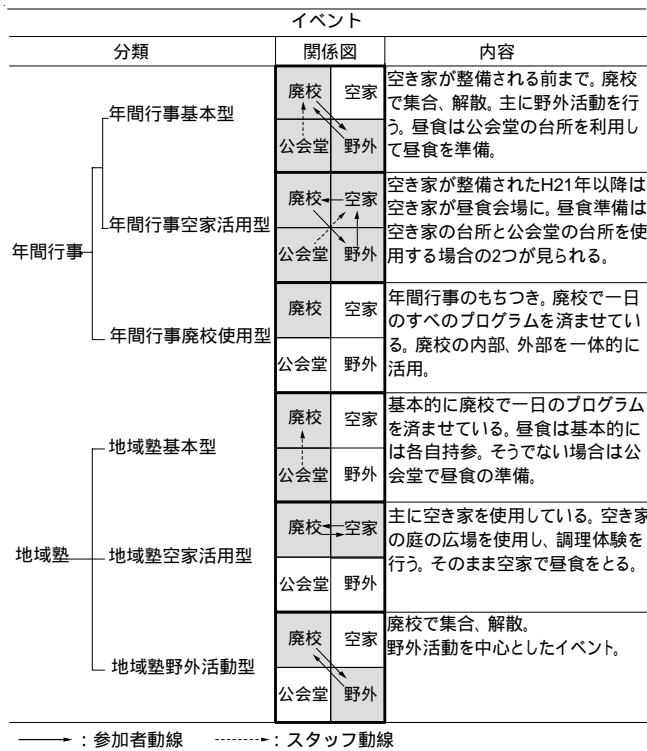 イベント
分類 関係図 内容
年間行事
年間行事基本型
廃校 空家
公会堂 野外
空き家が整備される前まで。廃校
で集合、解散。主に野外活動を行
う。昼食は公会堂の台所を利用し
て昼食を準備。
年間行事空家活用型
廃校 空家
公会堂 野外
空き家が整備されたH21年以降は
空き家が昼食会場に。昼食準備は
空き家の台所と公会堂の台所を使
用する場合の2つが見られる。
年間行事廃校使用型
廃校 空家
公会堂 野外
年間行事のもちつき。廃校で一日
のすべのプログラムを済ませてい
る。廃校の内部、外部を一体的に
活用。
地域塾
地域塾基本型
廃校 空家
公会堂 野外
基本的に廃校で一日のプログラム
を済ませている。昼食は基本的に
は各自持参。そうでない場合は公
会堂で昼食の準備。
地域塾空家活用型
廃校 空家
公会堂 野外
主に空き家を使用している。空き家
の庭の広場を使用し、調理体験を
行う。そのまま空家で昼食をとる。
地域塾野外活動型
廃校 空家
公会堂 野外
廃校で集合、解散。
野外活動を中心としたイベント。
：参加者動線 ：スタッフ動線